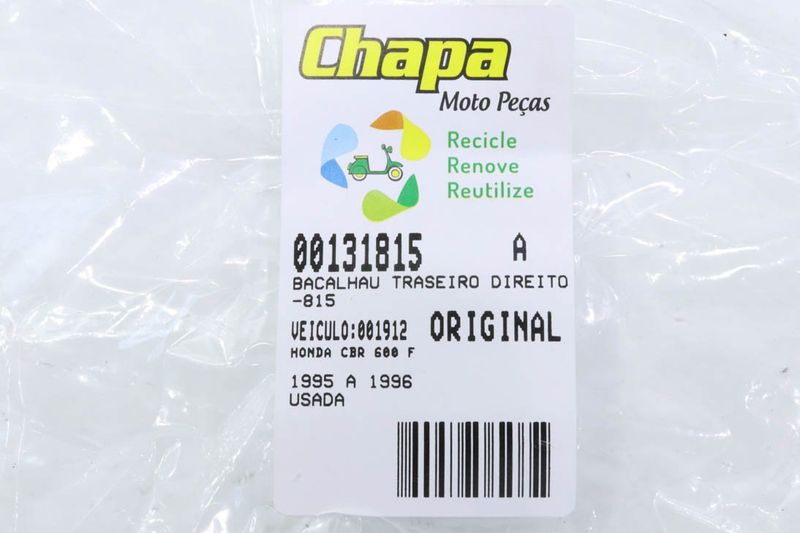 Chapa
Moto Peças
Recicle
Renove
Reutilize
00131815 A
BACALHAU TRASEIRO DIREITO
-815
VEICULO:001912 ORIGINAL
HONDA CBR 600 F
1995 A 1996
USADA